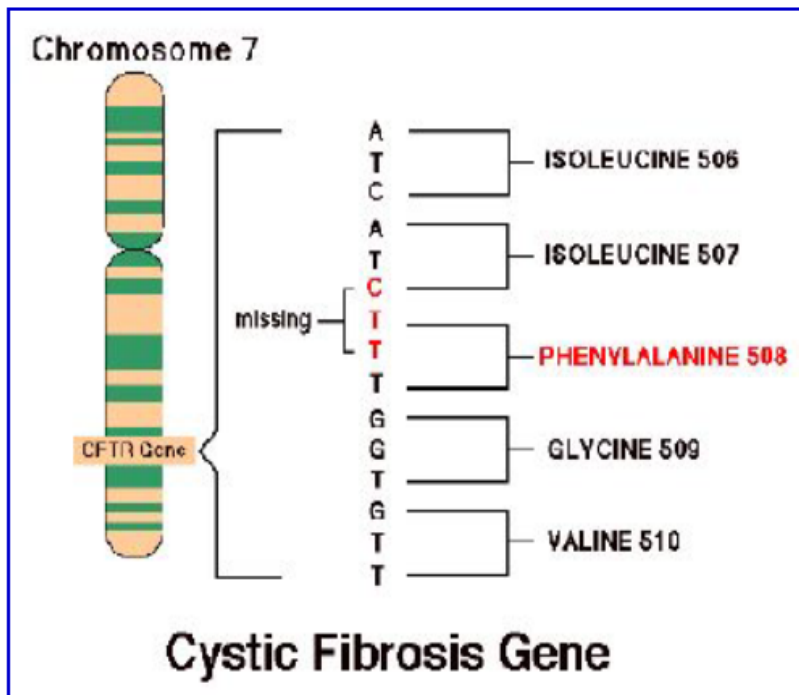 Chromosome 7
A
T
C
ISOLEUCINE 506
A
T
C
ISOLEUCINE 507
missing
T
T
T
PHENYLALANINE 508
CFTR Gene
G
G
T
GLYCINE 509
G
T
T
VALINE 510
Cystic Fibrosis Gene